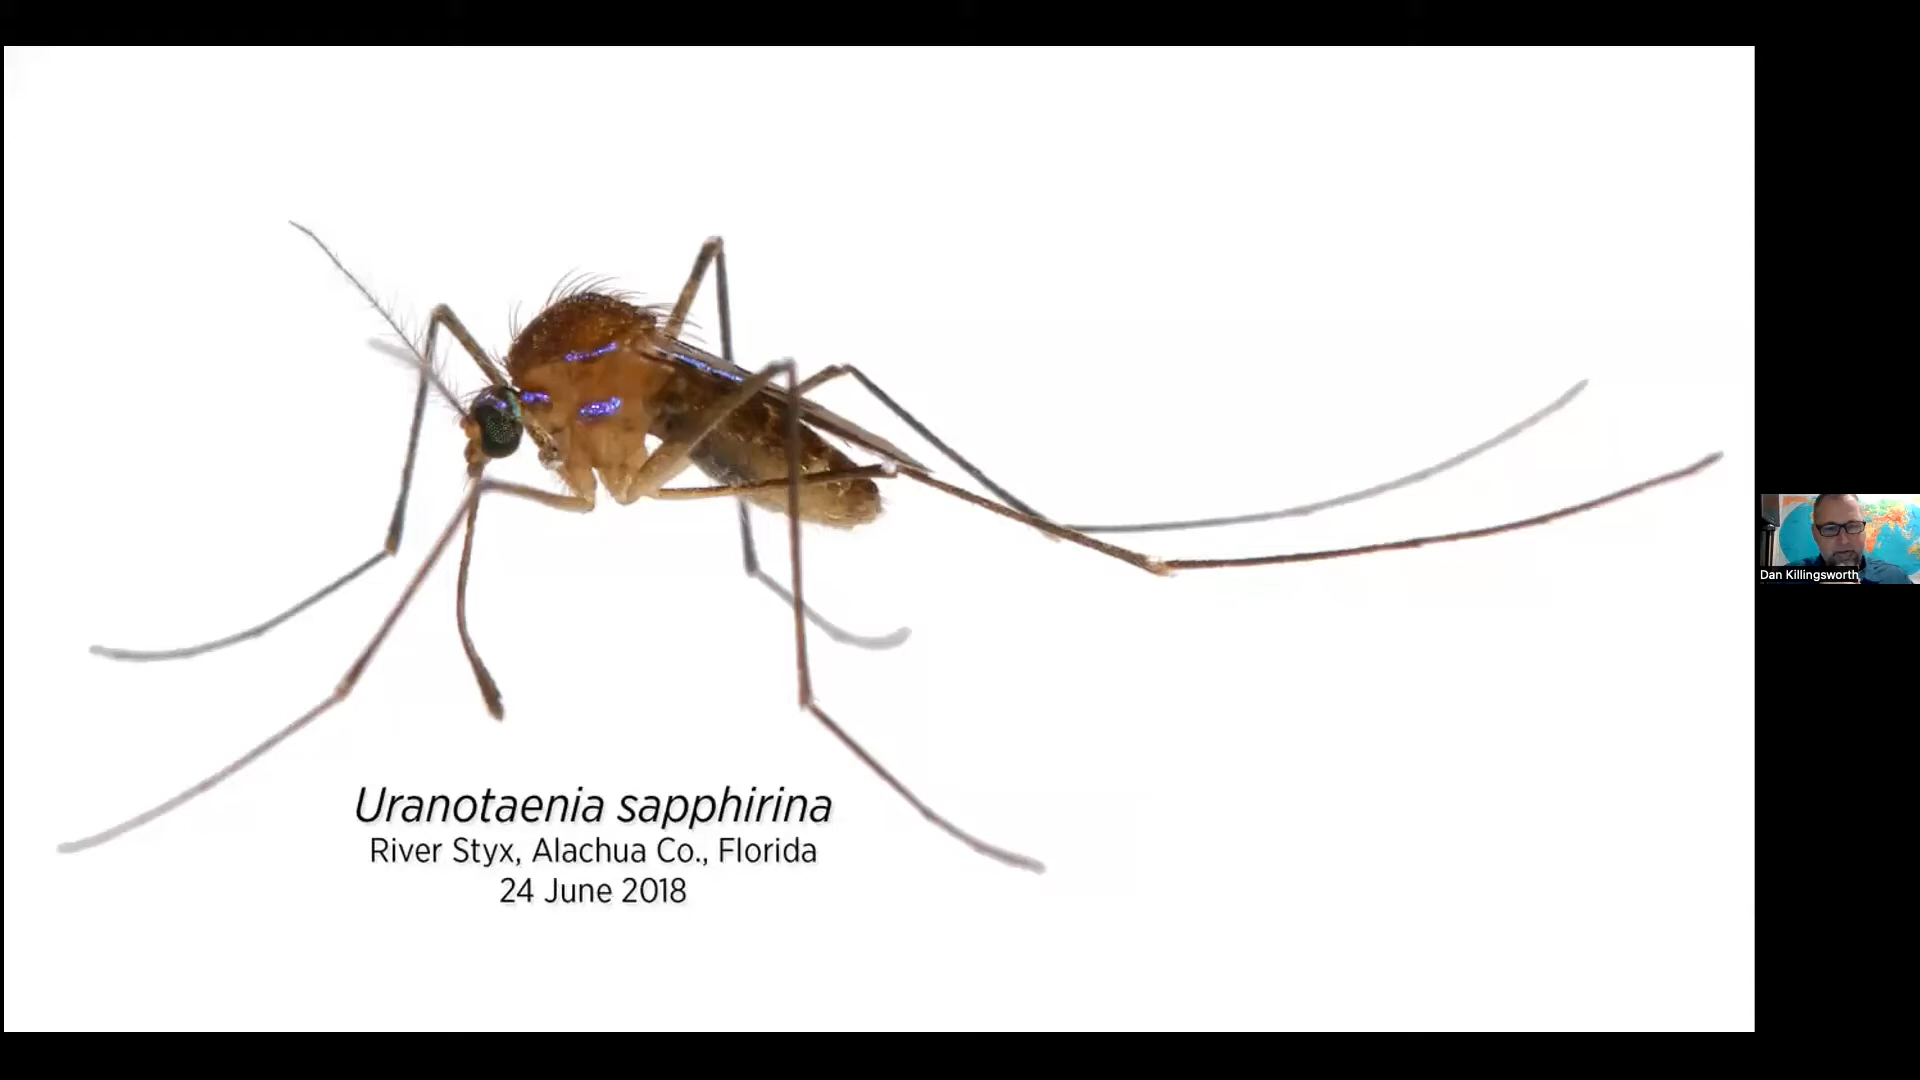 Uranotaenia sapphirina
River Styx, Alachua Co., Florida
24 June 2018
Dan Killingsworth